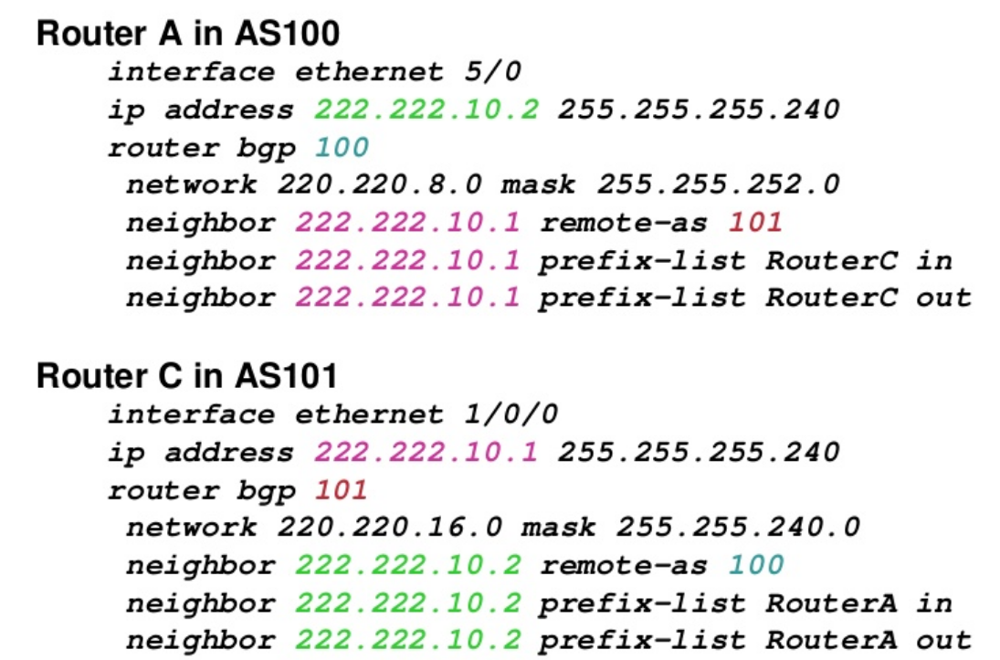 Router A in AS100
interface ethernet 5/0
ip address 222.222.10.2 255.255.255.240
router bgp 100
network 220.220.8.0 mask 255.255.252.0
neighbor 222.222.10.1 remote-as 101
neighbor 222.222.10.1 prefix-list RouterC in
neighbor 222.222.10.1 prefix-list RouterC out
Router C in AS101
interface ethernet 1/0/0
ip address 222.222.10.1 255.255.255.240
router bgp 101
network 220.220.16.0 mask 255.255.240.0
neighbor 222.222.10.2 remote-as 100
neighbor 222.222.10.2 prefix-list RouterA in
neighbor 222.222.10.2 prefix-list RouterA out